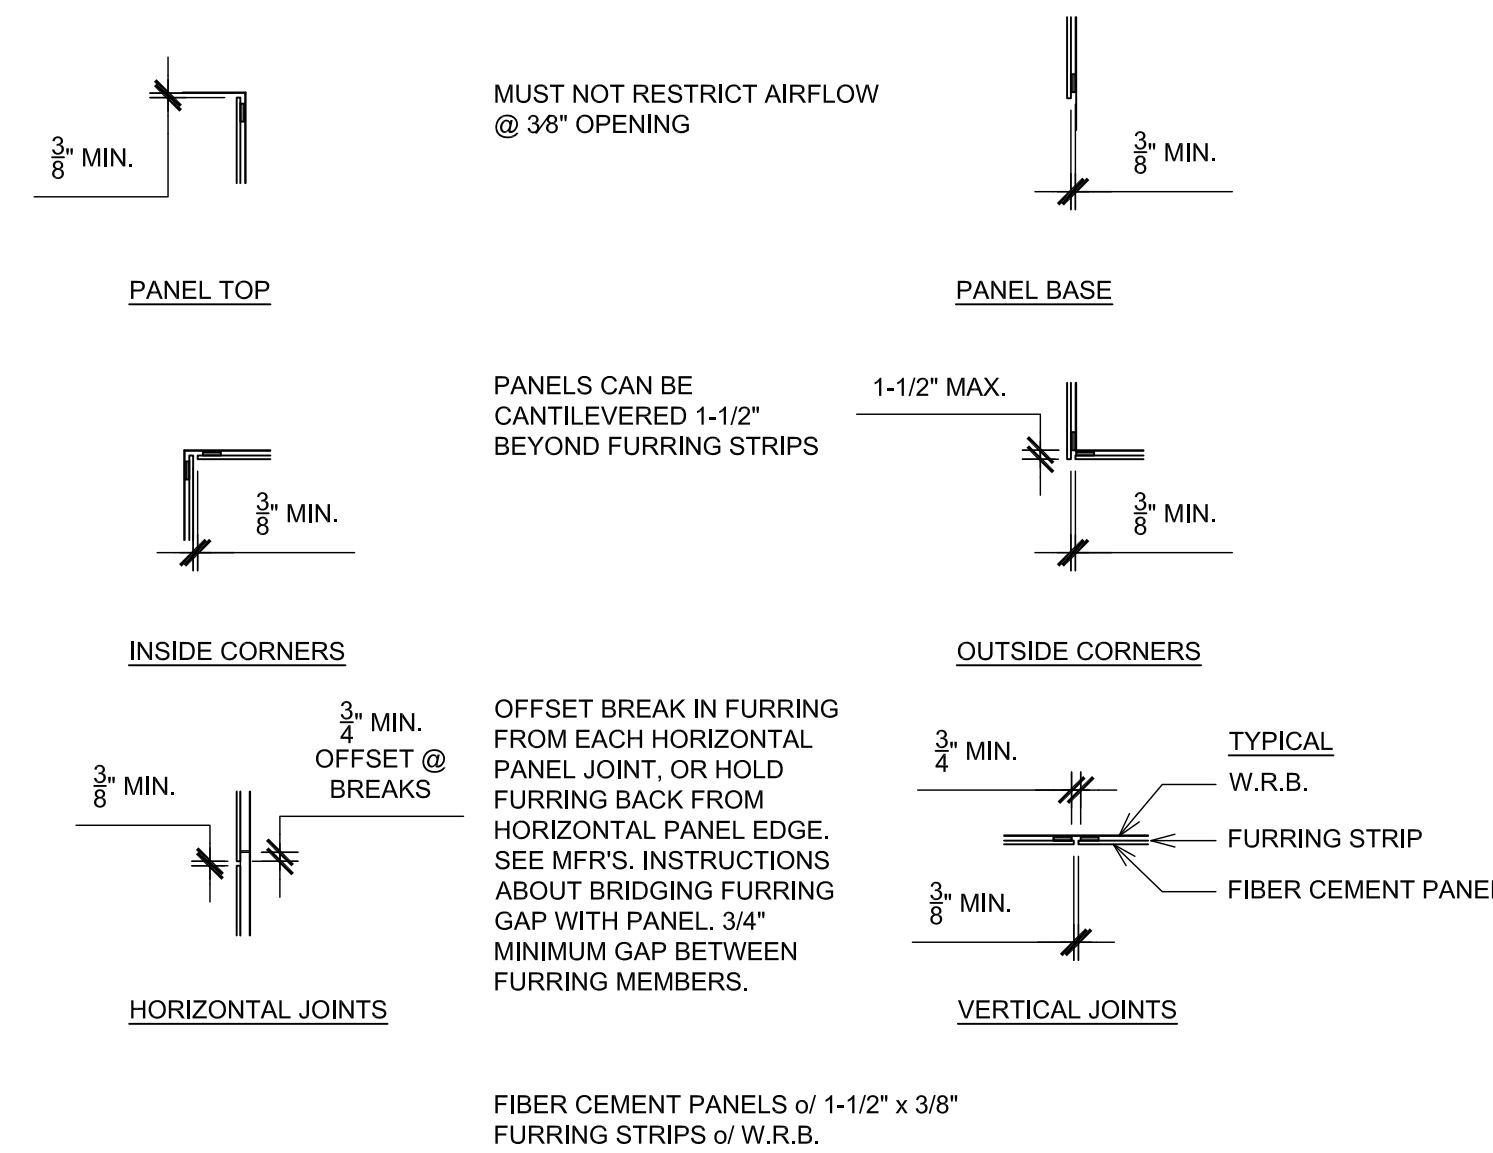 MUST NOT RESTRICT AIRFLOW
@ 3/8" OPENING
3/8" MIN.
3/8" MIN.
PANEL TOP
PANEL BASE
PANELS CAN BE
CANTILEVERED 1-1/2"
BEYOND FURRING STRIPS
1-1/2" MAX.
3/8" MIN.
3/8" MIN.
INSIDE CORNERS
OUTSIDE CORNERS
3/4" MIN.
OFFSET @
BREAKS
3/8" MIN.
OFFSET BREAK IN FURRING
FROM EACH HORIZONTAL
PANEL JOINT, OR HOLD
FURRING BACK FROM
HORIZONTAL PANEL EDGE.
SEE MFR'S. INSTRUCTIONS
ABOUT BRIDGING FURRING
GAP WITH PANEL. 3/4"
MINIMUM GAP BETWEEN
FURRING MEMBERS.
3/4" MIN.
TYPICAL
W.R.B.
FURRING STRIP
FIBER CEMENT PANE
3/8" MIN.
HORIZONTAL JOINTS
VERTICAL JOINTS
FIBER CEMENT PANELS o/ 1-1/2" x 3/8"
FURRING STRIPS o/ W.R.B.